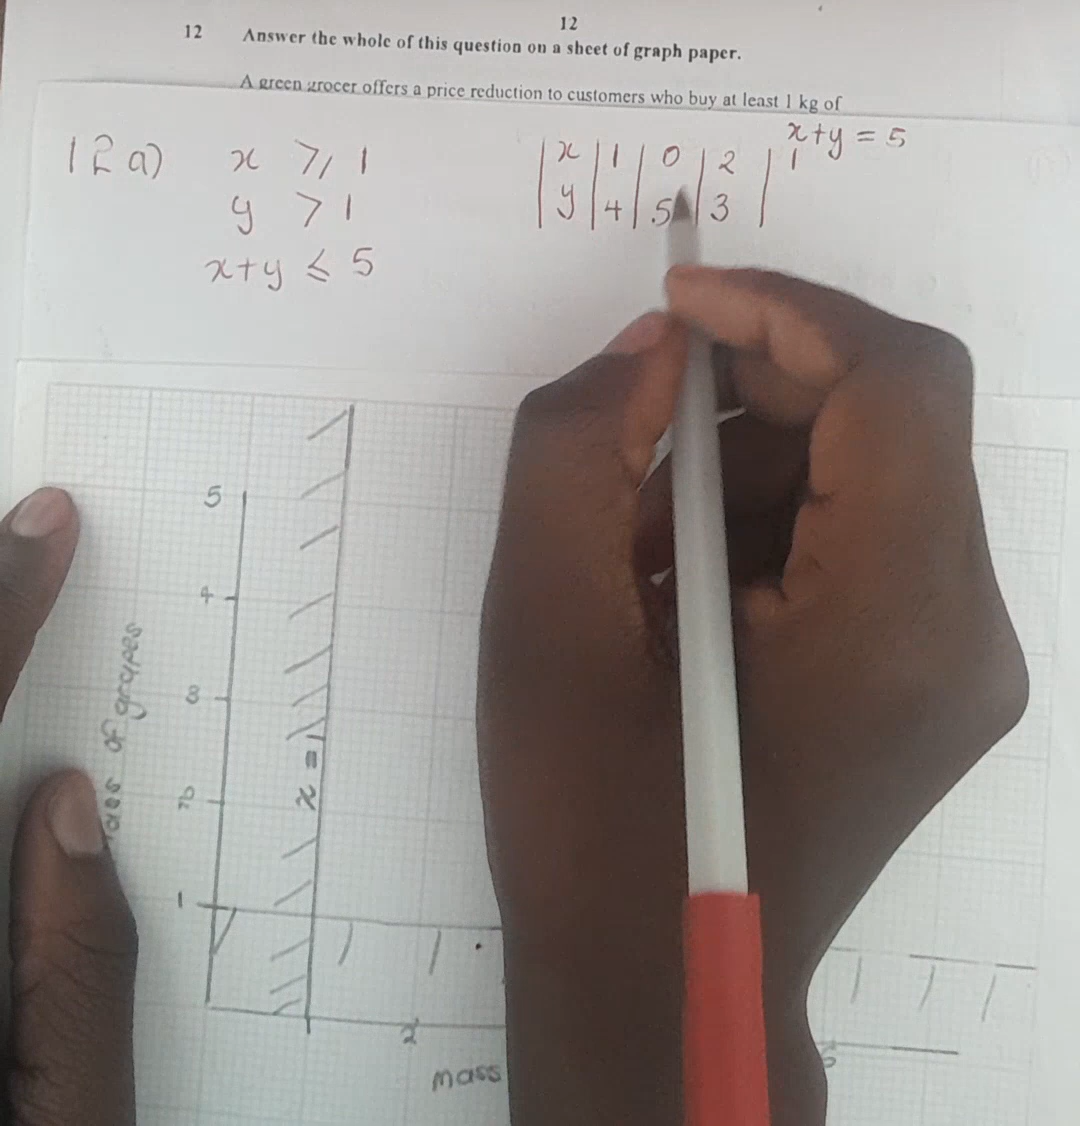 12
12 Answer the whole of this question on a sheet of graph paper.
A green grocer offers a price reduction to customers who buy at least 1 kg of
12 a) x ⩾ 1
y > 1
x+y ≤ 5
x+y = 5
x | 1 | 0 | 2 | 1
y | 4 | 5 | 3 |
5
4
3
2
1
of grapes
x = 1
2
mass